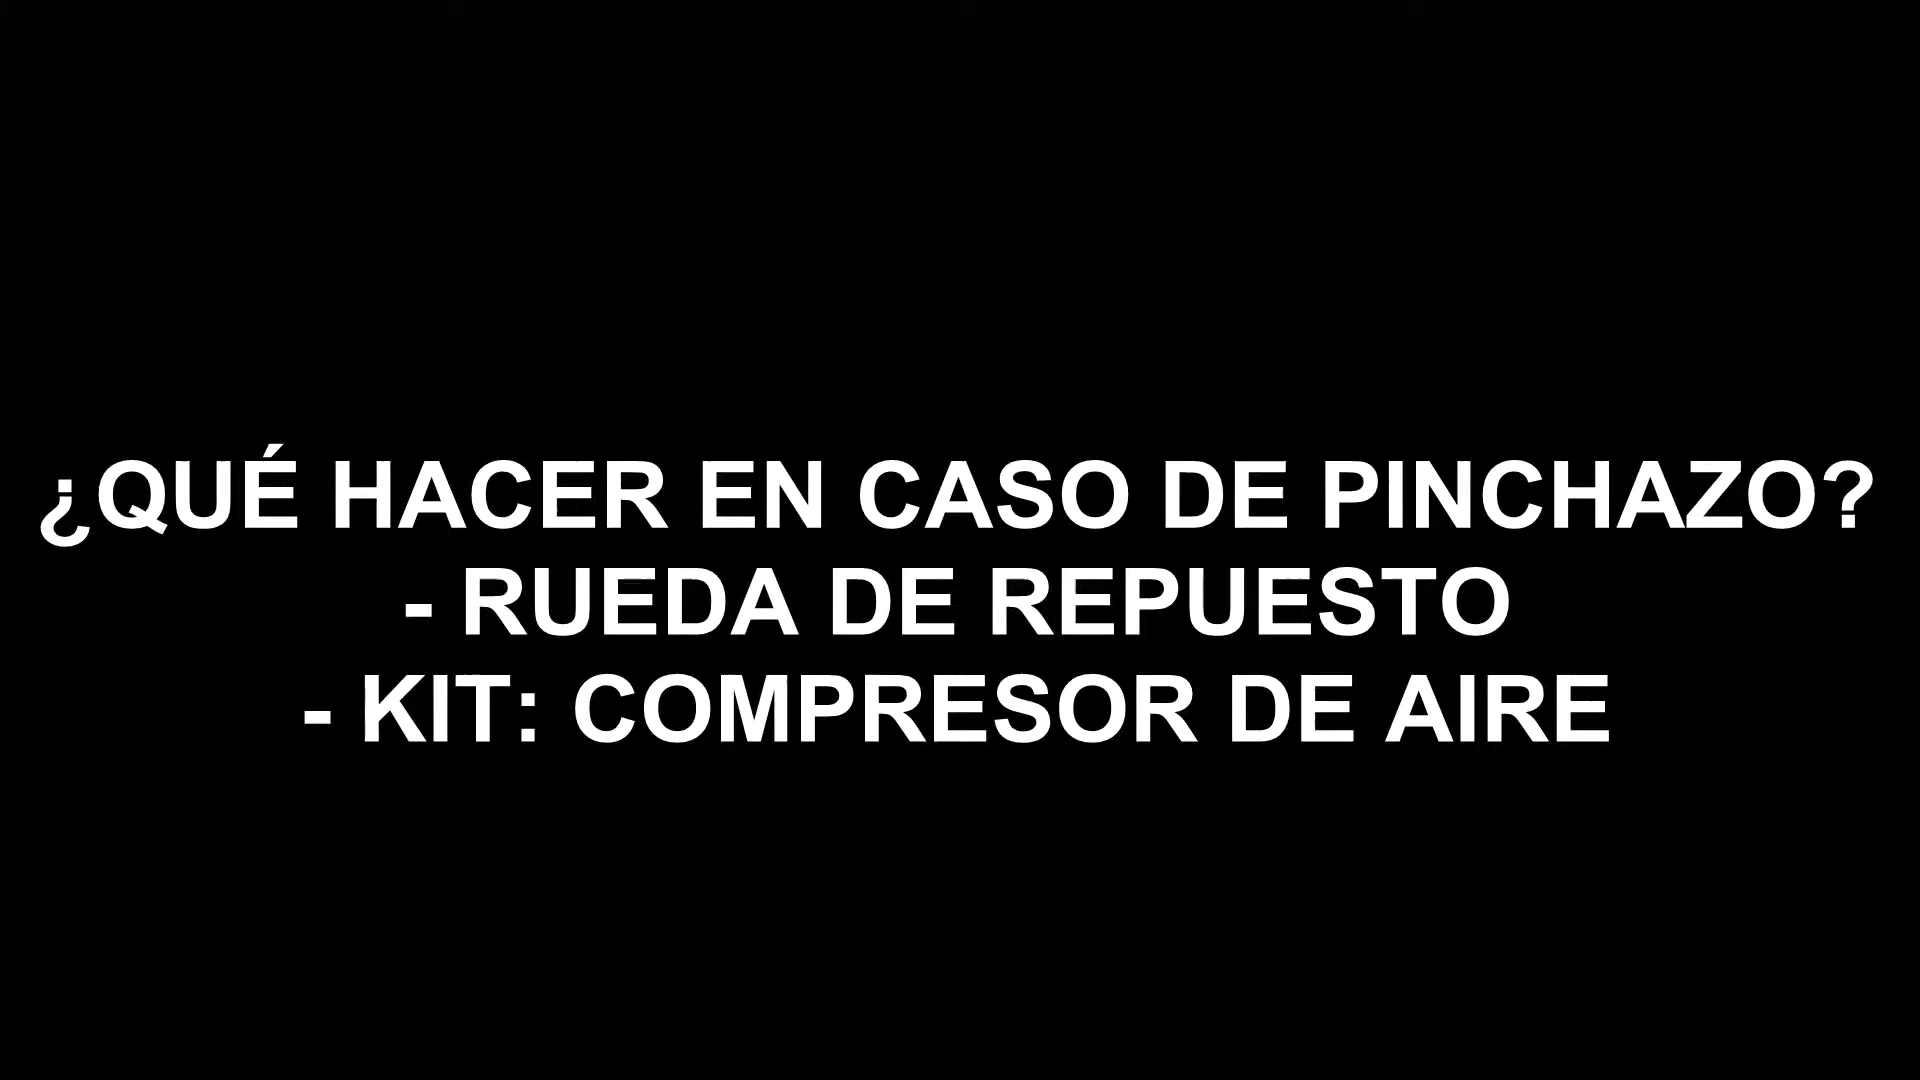 ¿QUÉ HACER EN CASO DE PINCHAZO?
- RUEDA DE REPUESTO
- KIT: COMPRESOR DE AIRE